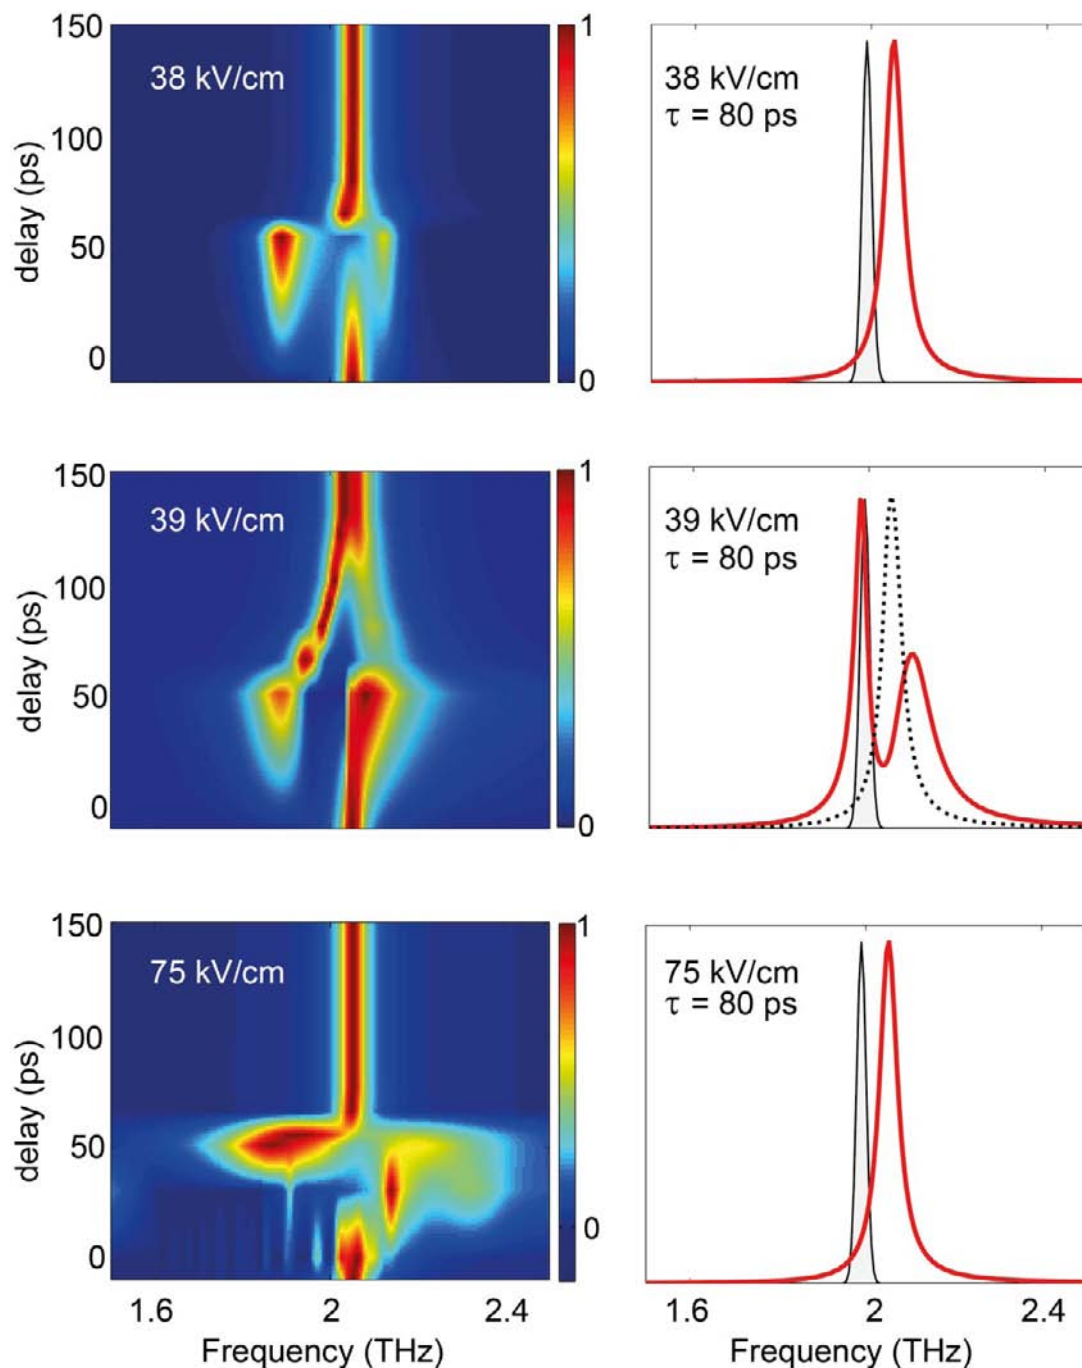 150
100
50
0
delay (ps)
38 kV/cm
1
0
38 kV/cm
τ = 80 ps
150
100
50
0
delay (ps)
39 kV/cm
1
0
39 kV/cm
τ = 80 ps
150
100
50
0
delay (ps)
75 kV/cm
1
0
75 kV/cm
τ = 80 ps
1.6 2 2.4
Frequency (THz)
1.6 2 2.4
Frequency (THz)